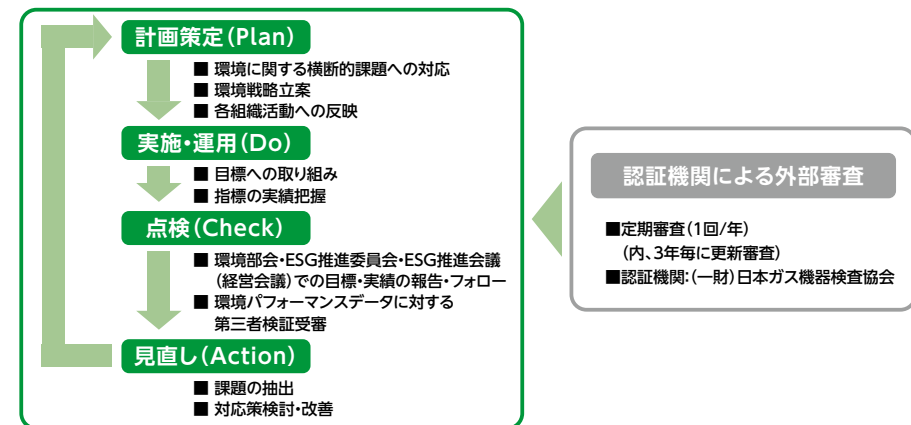 計画策定(Plan)
■ 環境に関する横断的課題への対応
■ 環境戦略立案
■ 各組織活動への反映
実施・運用(Do)
■ 目標への取り組み
■ 指標の実績把握
点検(Check)
■ 環境部会・ESG推進委員会・ESG推進会議
(経営会議)での目標・実績の報告・フォロー
■ 環境パフォーマンスデータに対する
第三者検証受審
見直し(Action)
■ 課題の抽出
■ 対応策検討・改善
認証機関による外部審査
■定期審査(1回/年)
(内、3年毎に更新審査)
■認証機関:(一財)日本ガス機器検査協会